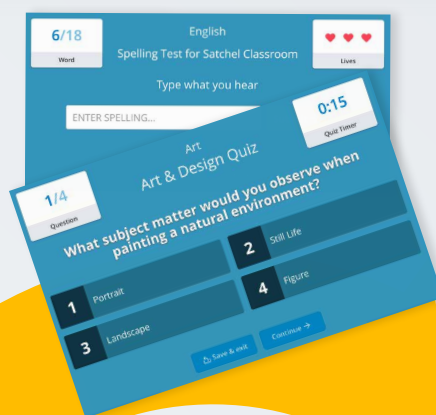 6/18
Word
English
Spelling Test for Satchel Classroom
Lives
Type what you hear
ENTER SPELLING...
1/4
Question
Art
Art & Design Quiz
0:15
Quiz Timer
What subject matter would you observe when
painting a natural environment?
1 Portrait
2 Still Life
3 Landscape
4 Figure
Save & exit
Continue →